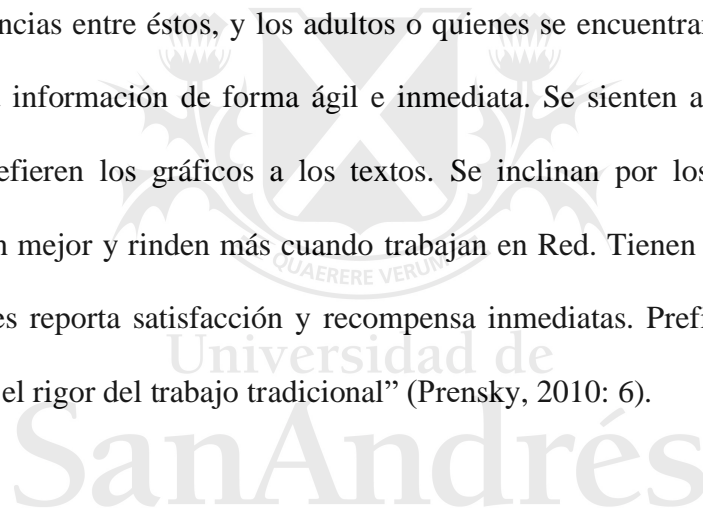 ncias entre éstos, y los adultos o quienes se encuentra
información de forma ágil e inmediata. Se sienten a
efieren los gráficos a los textos. Se inclinan por los
n mejor y rinden más cuando trabajan en Red. Tienen
QUAERERE VERUM
es reporta satisfacción y recompensa inmediatas. Pref
Universidad de
el rigor del trabajo tradicional” (Prensky, 2010: 6).
SanAndrés